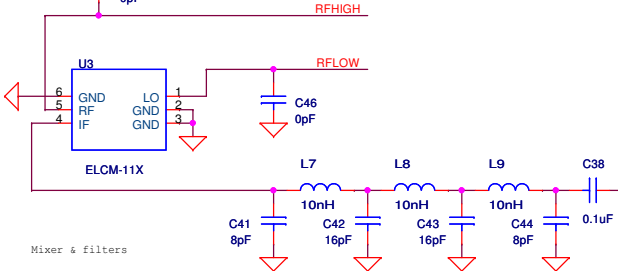 0pF
RFHIGH
U3
RFLOW
6 GND LO 1
5 RF GND 2
4 IF GND 3
C46
0pF
ELCM-11X
L7 L8 L9 C38
10nH 10nH 10nH
C41 C42 C43 C44 0.1uF
8pF 16pF 16pF 8pF
Mixer & filters